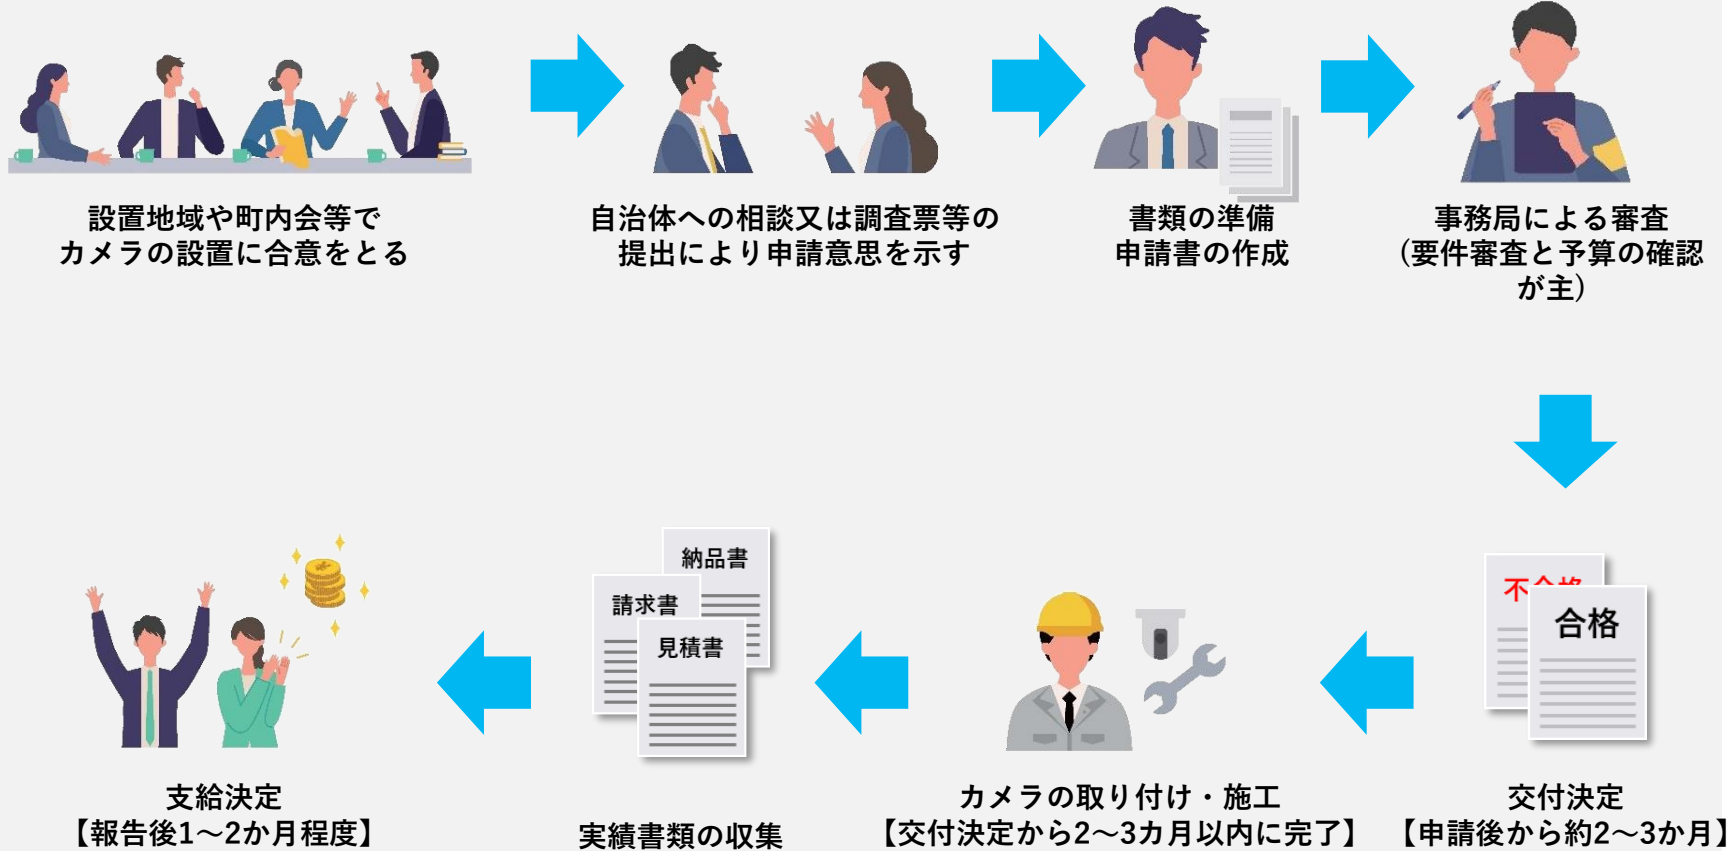 設置地域や町内会等で
カメラの設置に合意をとる
自治体への相談又は調査票等の
提出により申請意思を示す
書類の準備
申請書の作成
事務局による審査
(要件審査と予算の確認
が主)
不合格
合格
交付決定
【申請後から約2～3か月】
カメラの取り付け・施工
【交付決定から2～3カ月以内に完了】
納品書
請求書
見積書
実績書類の収集
支給決定
【報告後1～2か月程度】